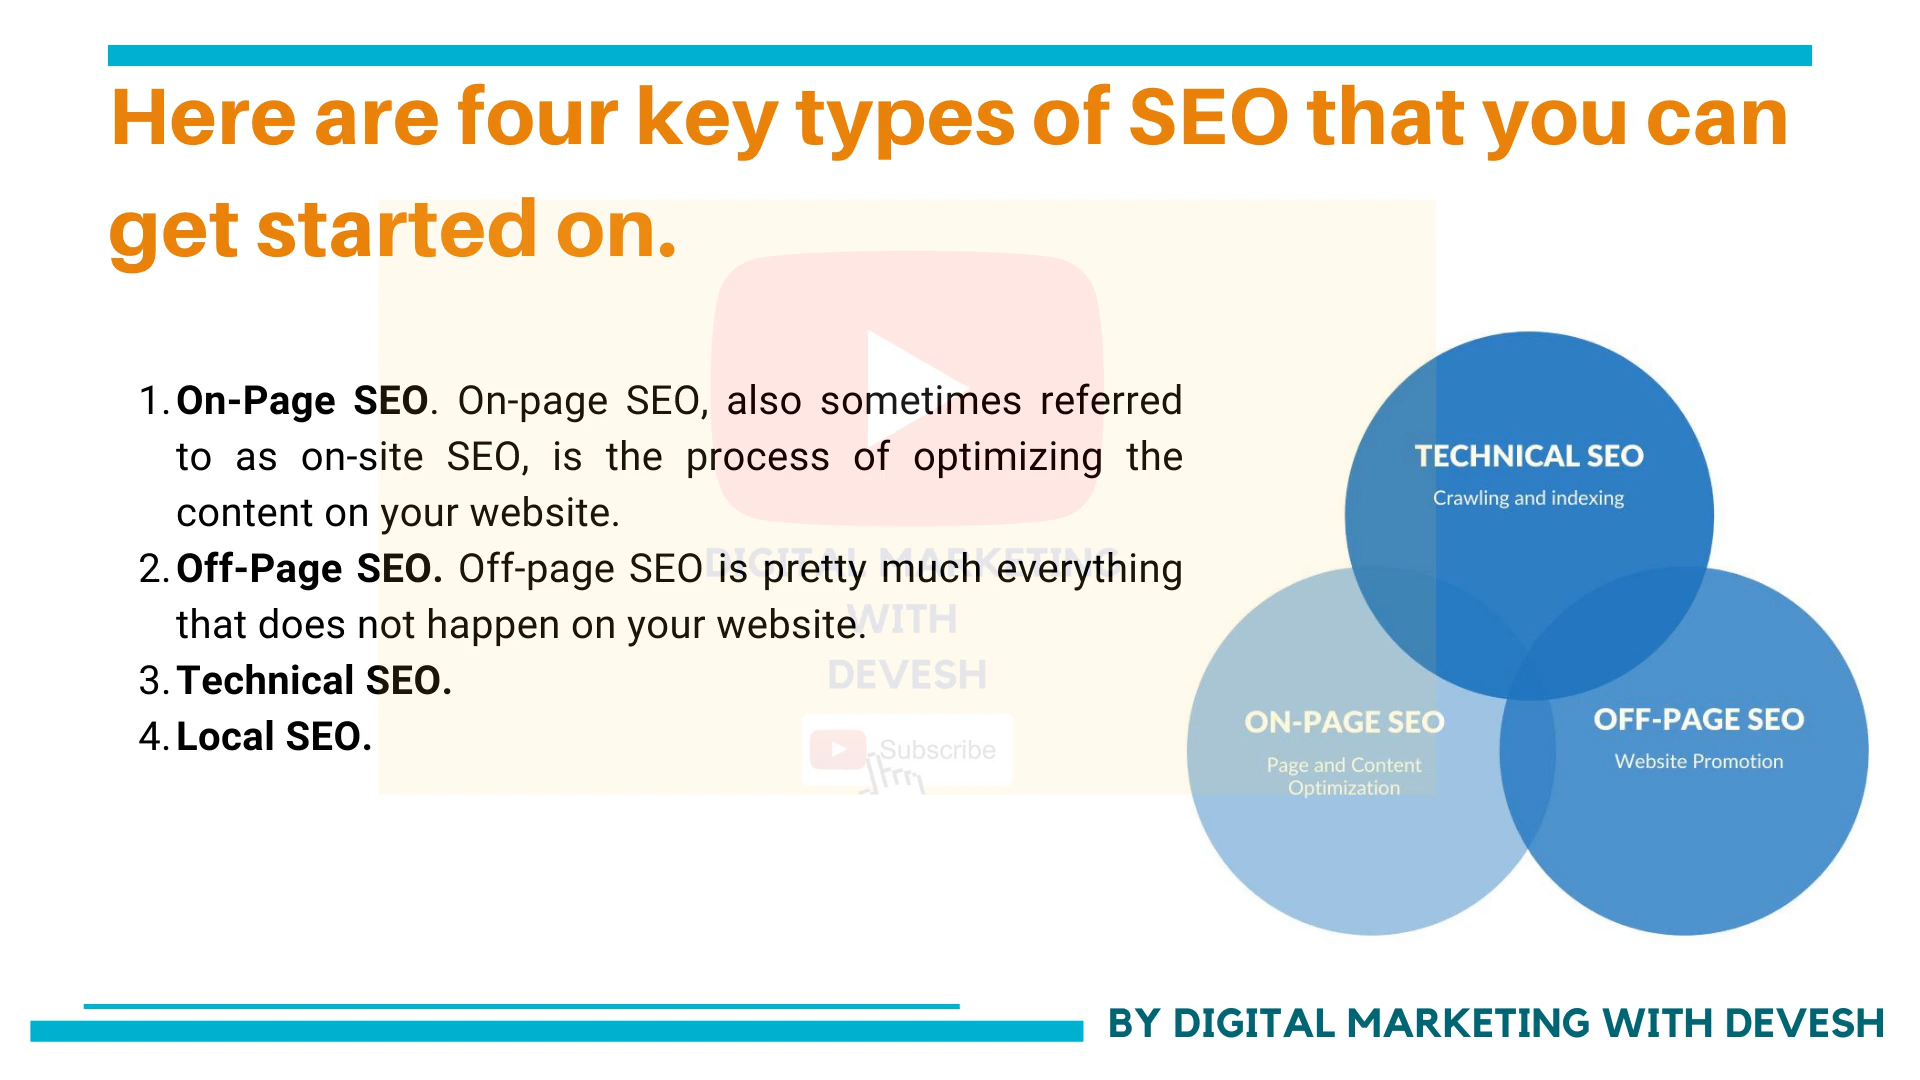 Here are four key types of SEO that you can
get started on.
1. On-Page SEO. On-page SEO, also sometimes referred
to as on-site SEO, is the process of optimizing the
content on your website.
2. Off-Page SEO. Off-page SEO is pretty much everything
that does not happen on your website.
3. Technical SEO.
4. Local SEO.
DIGITAL MARKETING
WITH
DEVESH
Subscribe
TECHNICAL SEO
Crawling and indexing
ON-PAGE SEO
Page and Content
Optimization
OFF-PAGE SEO
Website Promotion
BY DIGITAL MARKETING WITH DEVESH